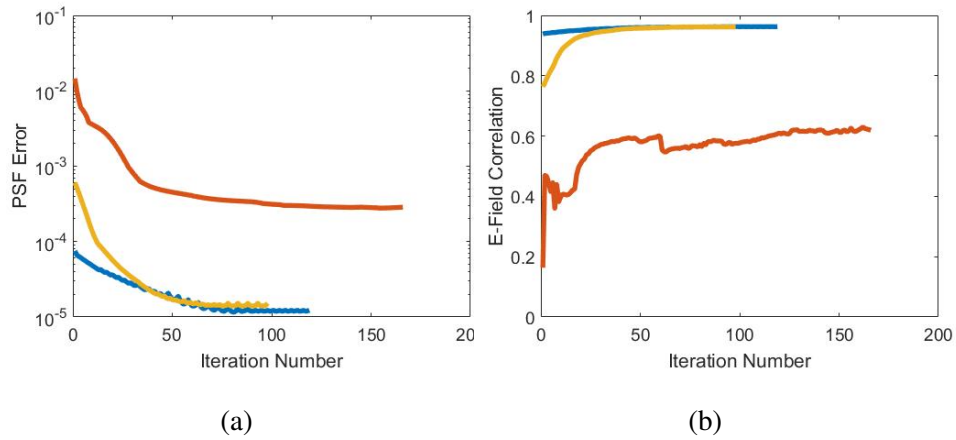 10^-1
10^-2
10^-3
10^-4
10^-5
PSF Error
0 50 100 150 20
Iteration Number
(a)
1
0.8
0.6
0.4
0.2
0
E-Field Correlation
0 50 100 150 200
Iteration Number
(b)